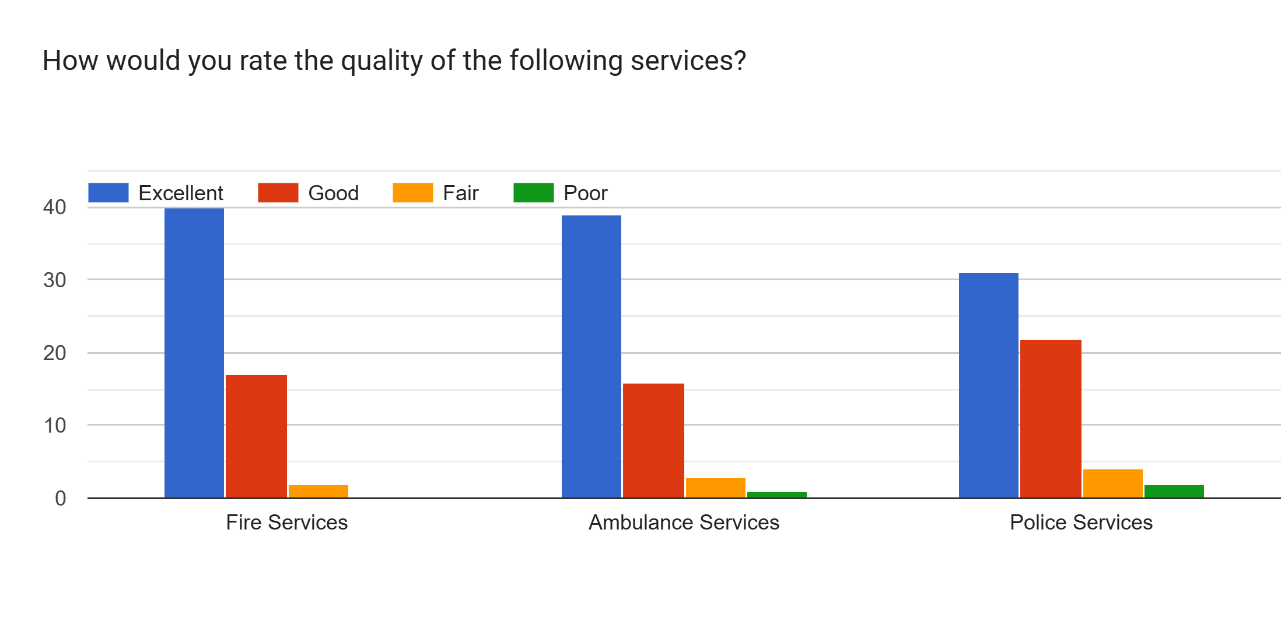 How would you rate the quality of the following services?
Excellent Good Fair Poor
40
30
20
10
0
Fire Services Ambulance Services Police Services